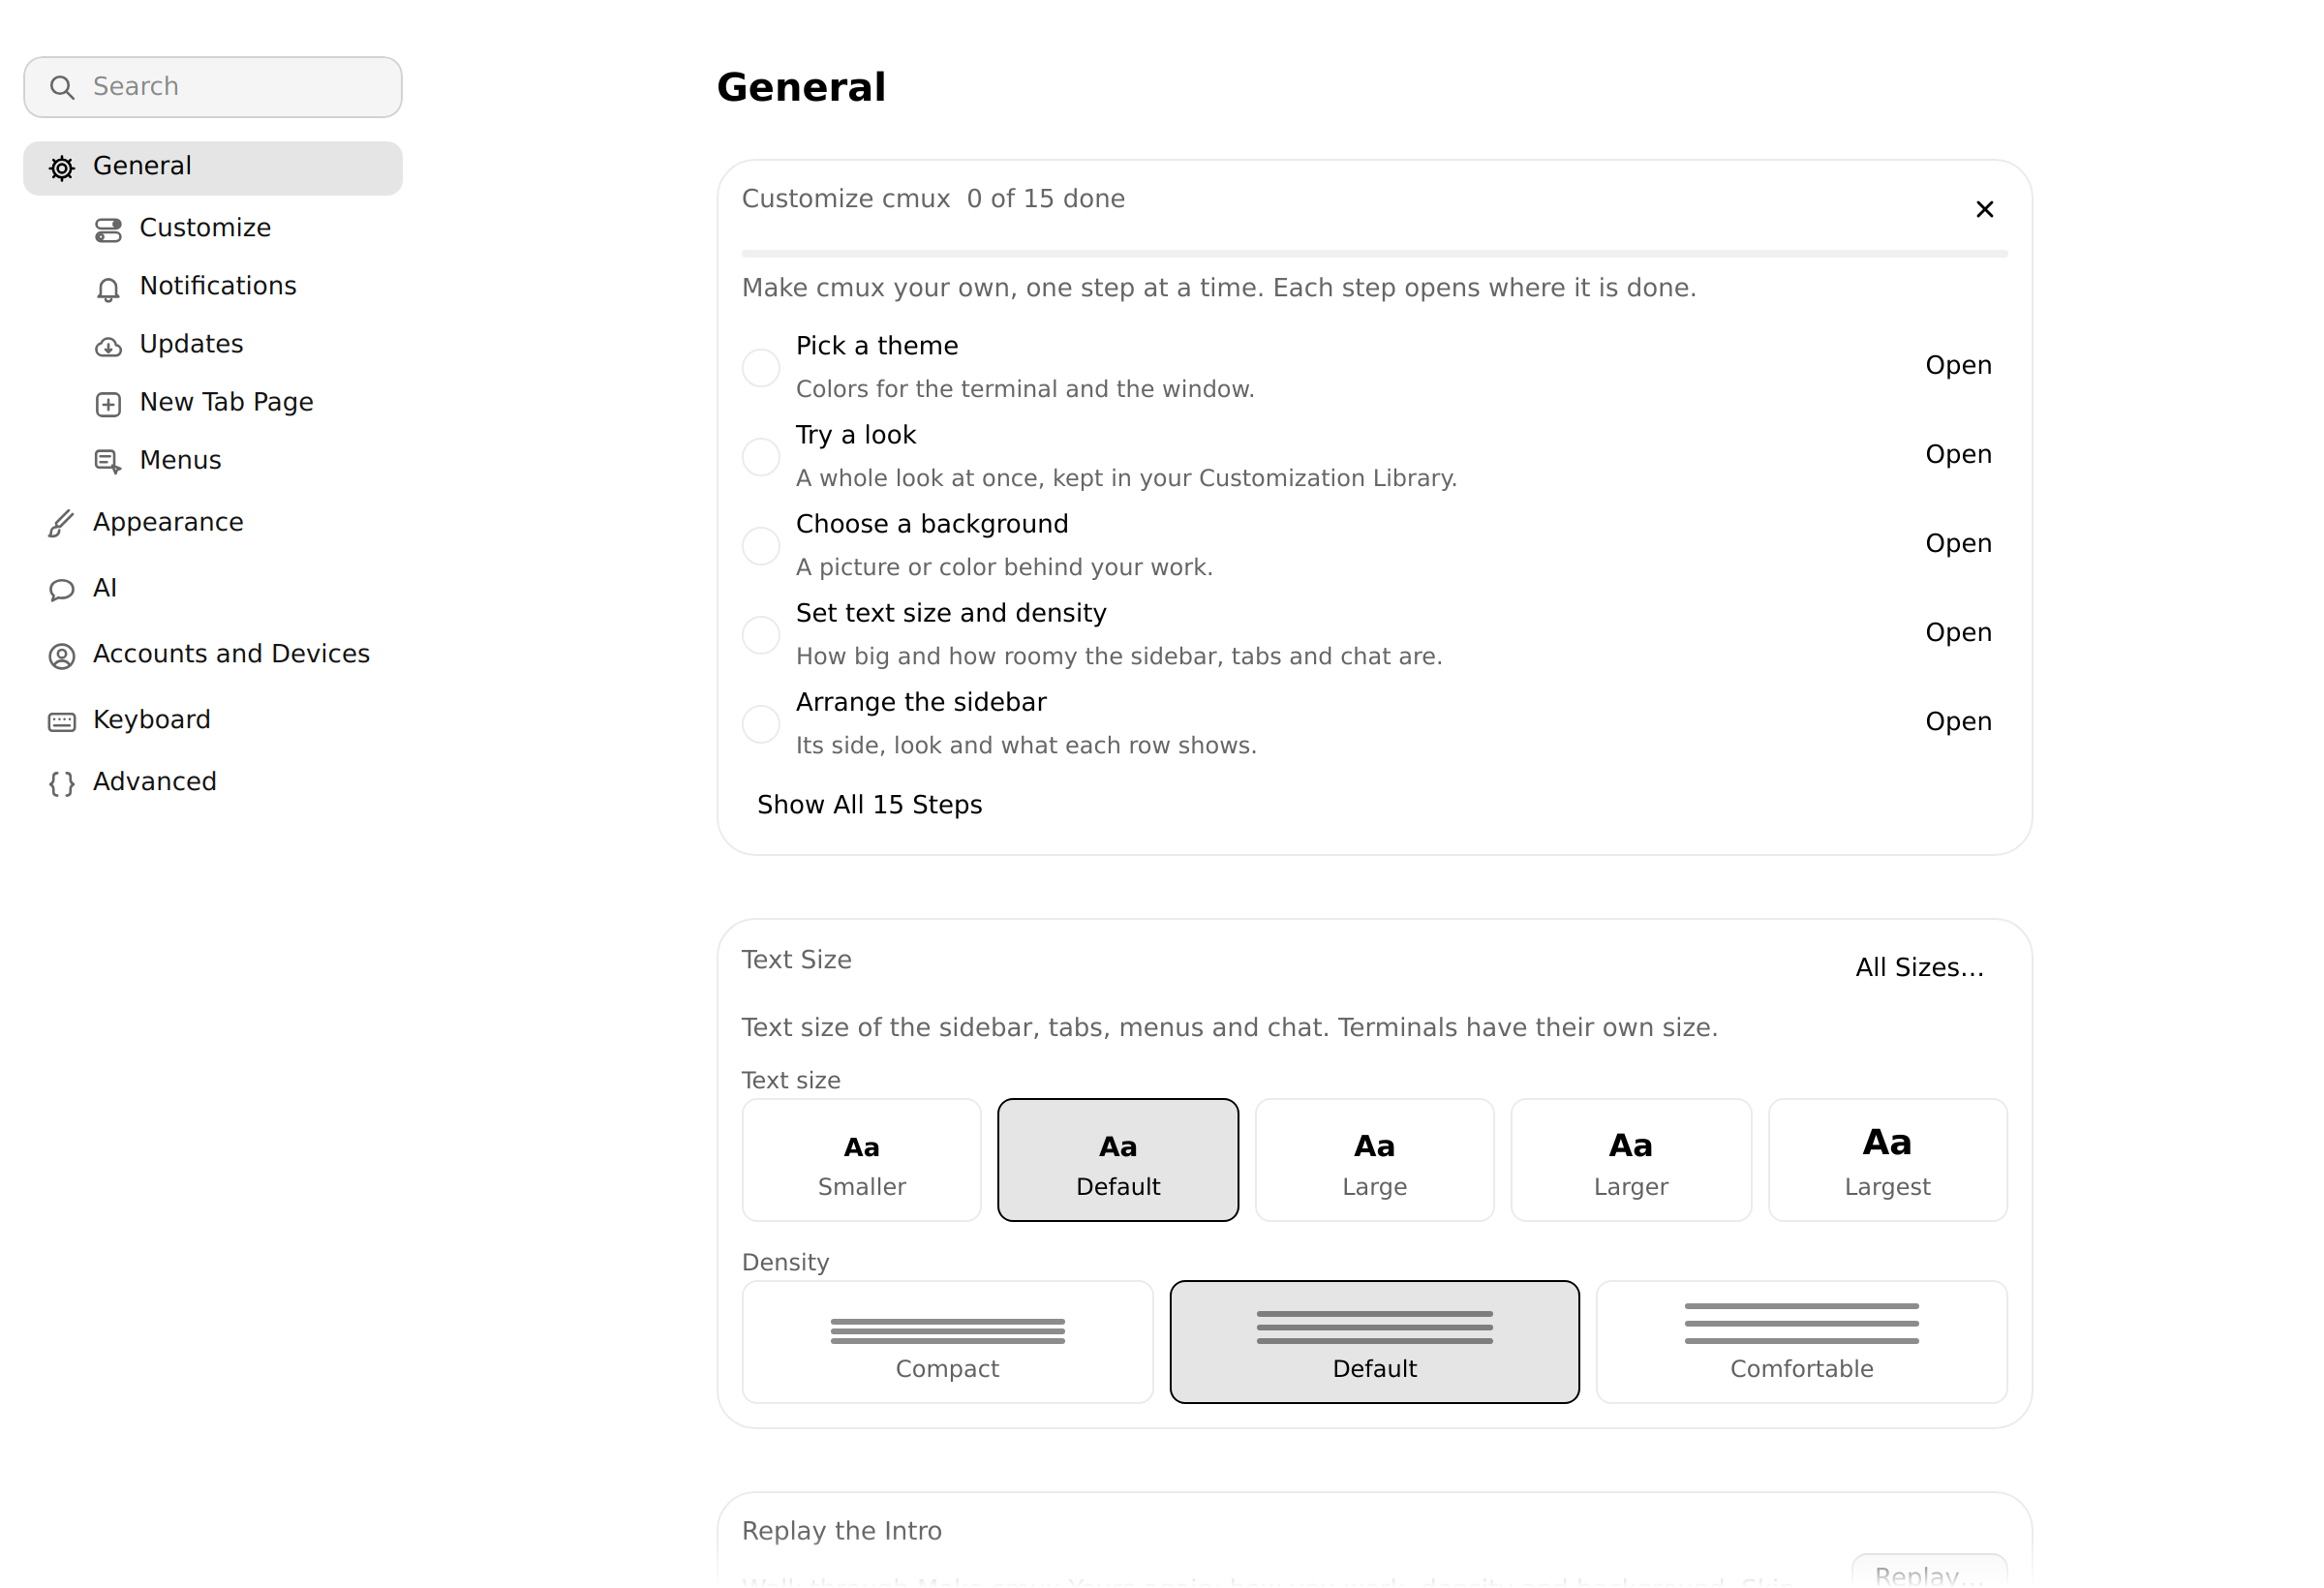 Search
General
Customize
Notifications
Updates
New Tab Page
Menus
Appearance
AI
Accounts and Devices
Keyboard
Advanced
General
Customize cmux 0 of 15 done
Make cmux your own, one step at a time. Each step opens where it is done.
Pick a theme
Colors for the terminal and the window.
Open
Try a look
A whole look at once, kept in your Customization Library.
Open
Choose a background
A picture or color behind your work.
Open
Set text size and density
How big and how roomy the sidebar, tabs and chat are.
Open
Arrange the sidebar
Its side, look and what each row shows.
Open
Show All 15 Steps
Text Size
All Sizes...
Text size of the sidebar, tabs, menus and chat. Terminals have their own size.
Text size
Aa Aa Aa Aa Aa
Smaller Default Large Larger Largest
Density
Compact Default Comfortable
Replay the Intro
Replay...